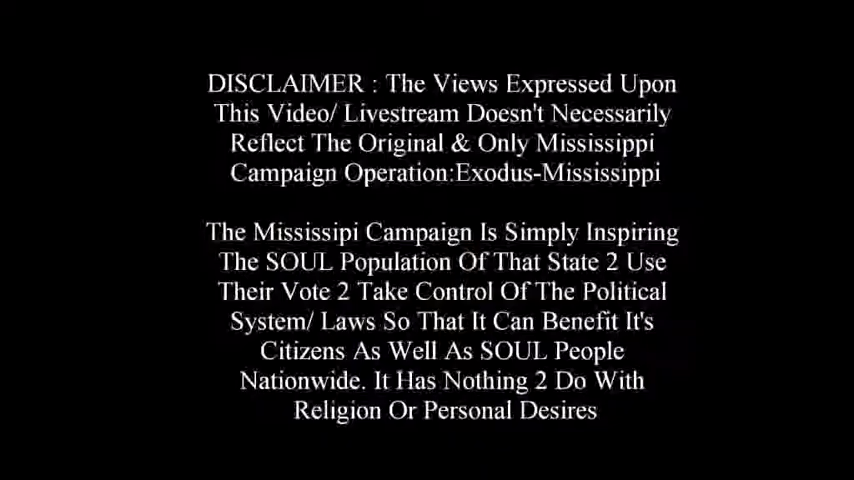 DISCLAIMER : The Views Expressed Upon
This Video/ Livestream Doesn't Necessarily
Reflect The Original & Only Mississippi
Campaign Operation:Exodus-Mississippi
The Mississipi Campaign Is Simply Inspiring
The SOUL Population Of That State 2 Use
Their Vote 2 Take Control Of The Political
System/ Laws So That It Can Benefit It's
Citizens As Well As SOUL People
Nationwide. It Has Nothing 2 Do With
Religion Or Personal Desires